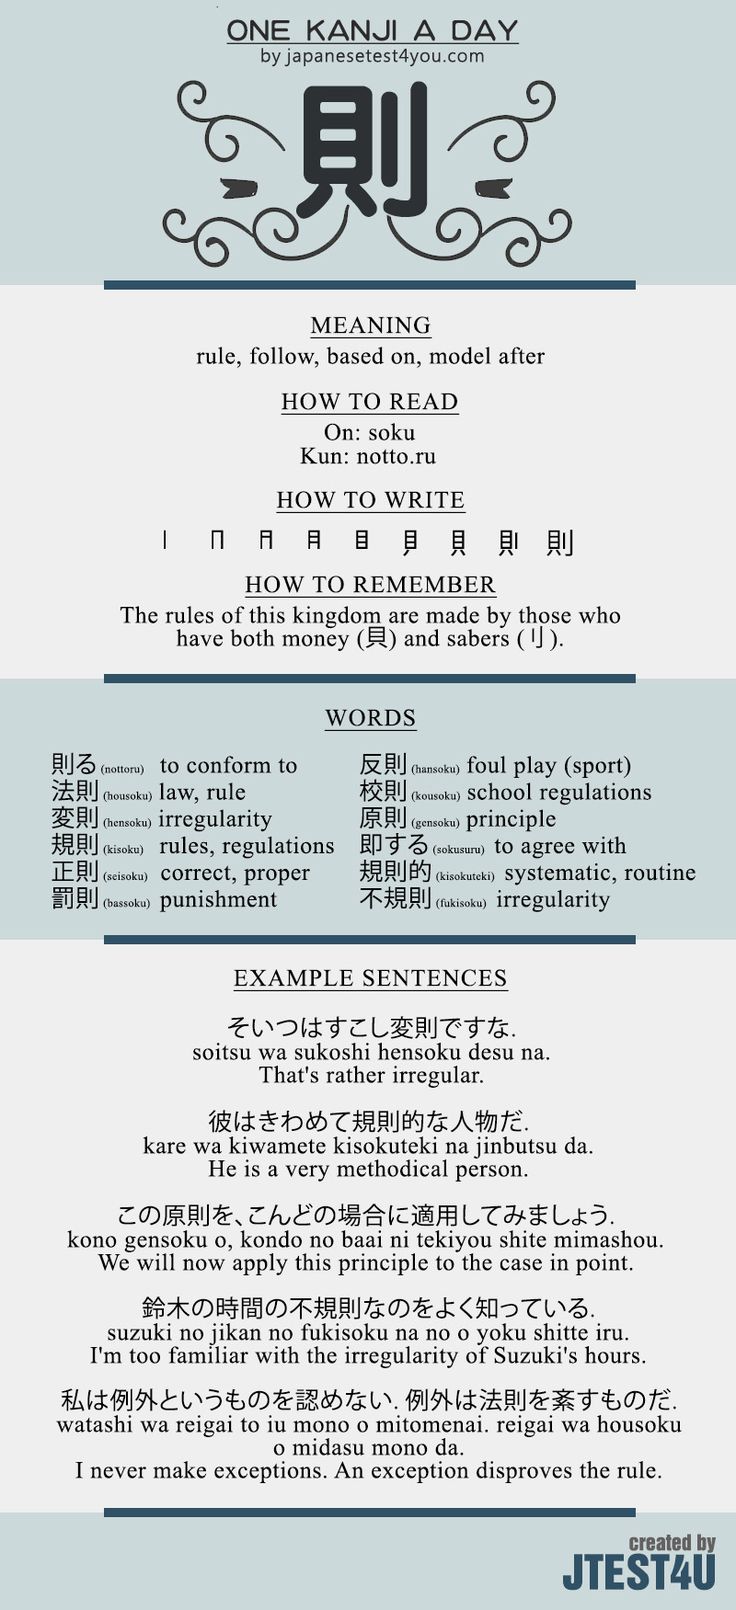 ONE KANJI A DAY
by japanesetest4you.com
則
MEANING
rule, follow, based on, model after
HOW TO READ
On: soku
Kun: notto.ru
HOW TO WRITE
則
HOW TO REMEMBER
The rules of this kingdom are made by those who
have both money (貝) and sabers (刂).
WORDS
則る (nottoru) to conform to
法則 (housoku) law, rule
変則 (hensoku) irregularity
規則 (kisoku) rules, regulations
正則 (seisoku) correct, proper
罰則 (bassoku) punishment
反則 (hansoku) foul play (sport)
校則 (kousoku) school regulations
原則 (gensoku) principle
即する (sokusuru) to agree with
規則的 (kisokuteki) systematic, routine
不規則 (fukisoku) irregularity
EXAMPLE SENTENCES
そいつはすこし変則ですな.
soitsu wa sukoshi hensoku desu na.
That's rather irregular.
彼はきわめて規則的な人物だ.
kare wa kiwamete kisokuteki na jinbutsu da.
He is a very methodical person.
この原則を、こんどの場合に適用してみましょう.
kono gensoku o, kondo no baai ni tekiyou shite mimashou.
We will now apply this principle to the case in point.
鈴木の時間の不規則なのをよく知っている.
suzuki no jikan no fukisoku na no o yoku shitte iru.
I'm too familiar with the irregularity of Suzuki's hours.
私は例外というものを認めない. 例外は法則を紊すものだ.
watashi wa reigai to iu mono o mitomenai. reigai wa housoku
o midasu mono da.
I never make exceptions. An exception disproves the rule.
created by
JTEST4U